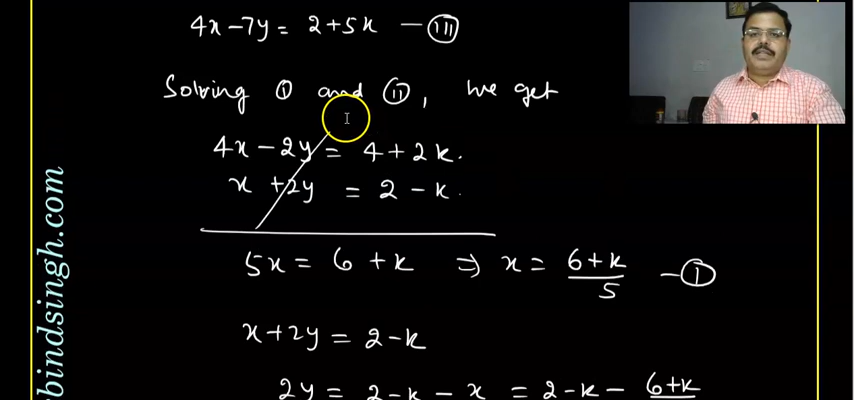 4x - 7y = 2 + 5k — (III)
Solving (I) and (II), we get
4x - 2y = 4 + 2k.
x + 2y = 2 - k.
5x = 6 + k ⇒ x = (6+k)/5 — (I)
x + 2y = 2 - k
2y = 2 - k - x = 2 - k - 6+k
bindsingh.com